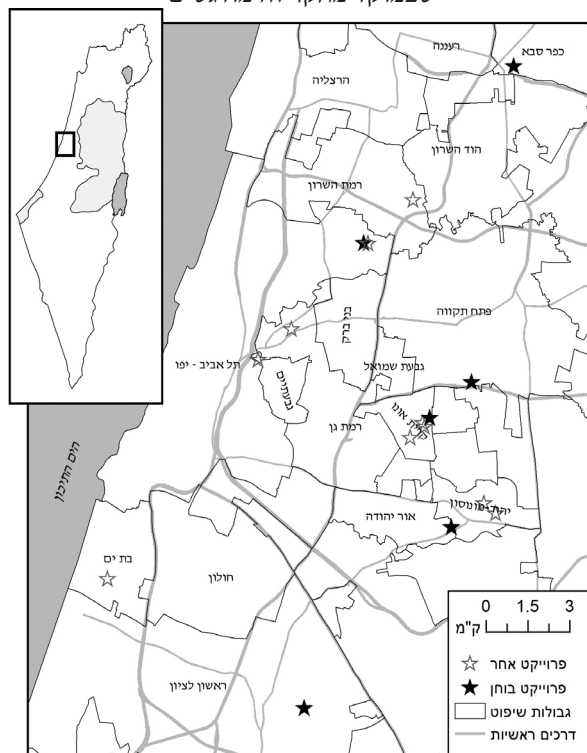 כפר סבא
רעננה
הרצליה
הוד השרון
רמת השרון
פתח תקווה
בני ברק
גבעת שמואל
תל אביב - יפו
גבעתיים
קרית אונו
רמת גן
הים התיכון
יהוד-מונוסון
אור יהודה
בת ים
חולון
ראשון לציון
0 1.5 3
ק"מ
פרוייקט אחר
פרוייקט בוחן
גבולות שיפוט
דרכים ראשיות